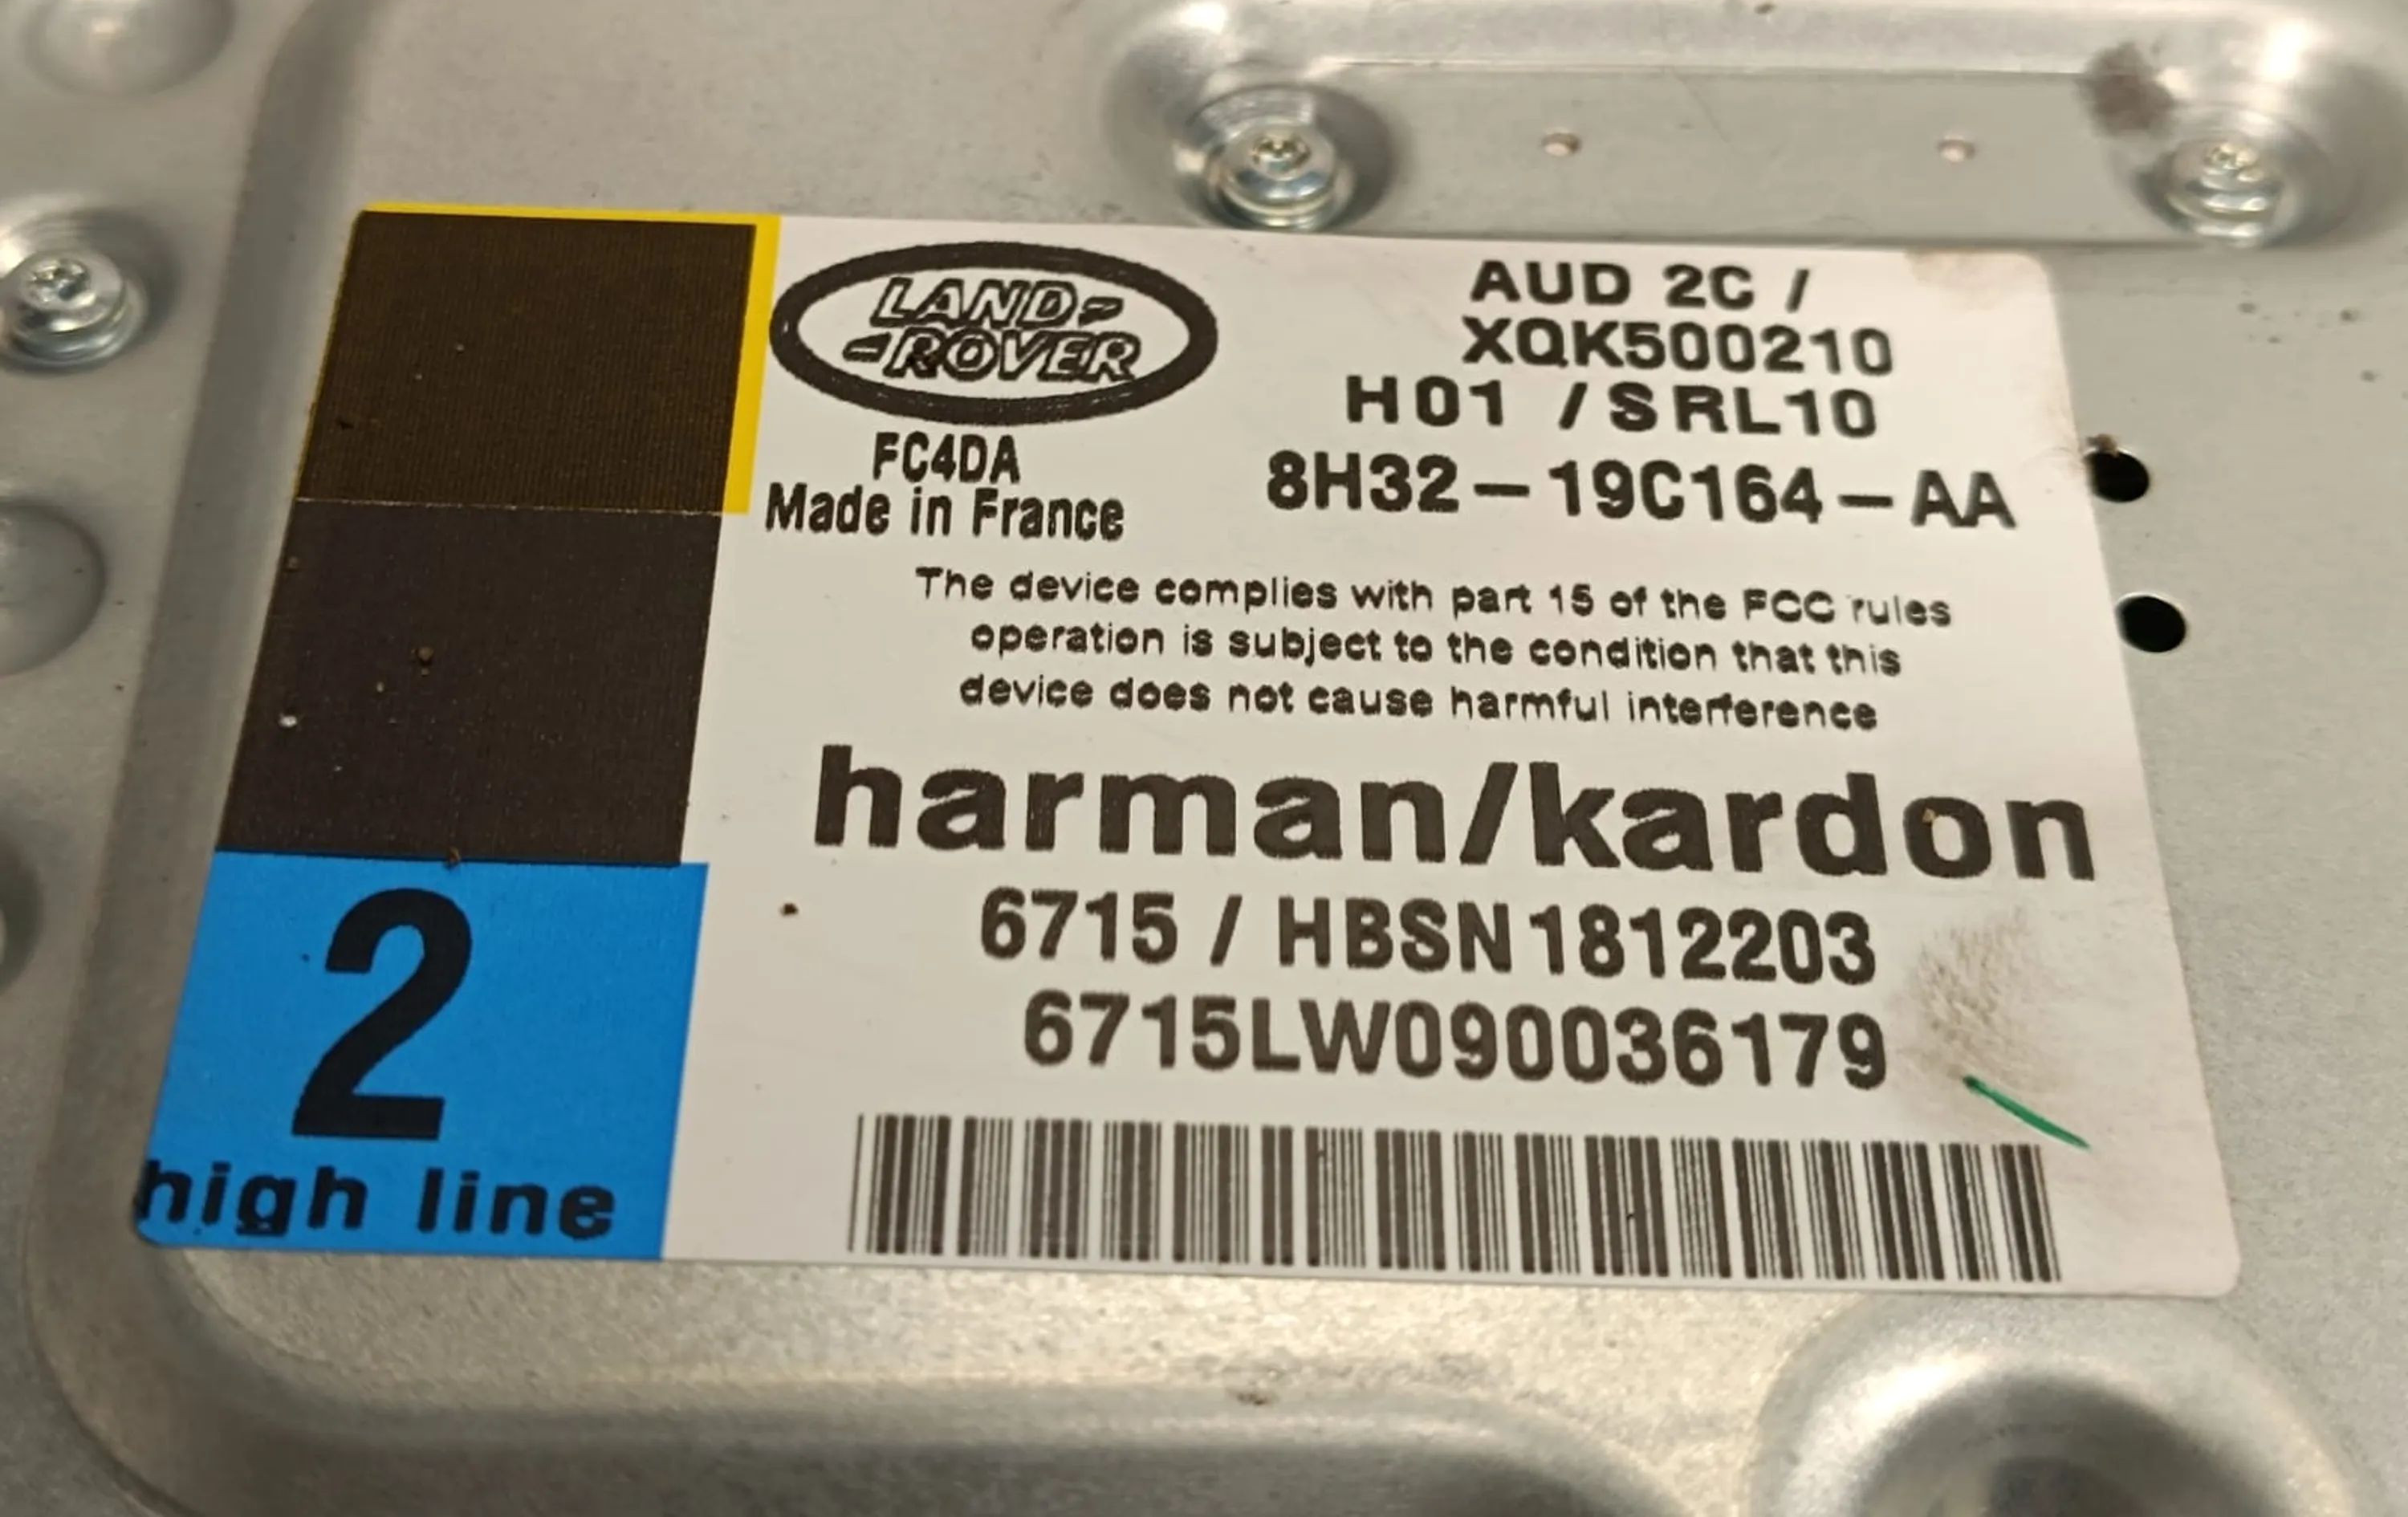 LAND-
-ROVER
FC4DA
Made in France
AUD 2C /
XQK500210
H01 / SRL10
8H32-19C164-AA
The device complies with part 15 of the FCC rules
operation is subject to the condition that this
device does not cause harmful interference
harman/kardon
6715 / HBSN1812203
6715LW090036179
2
high line